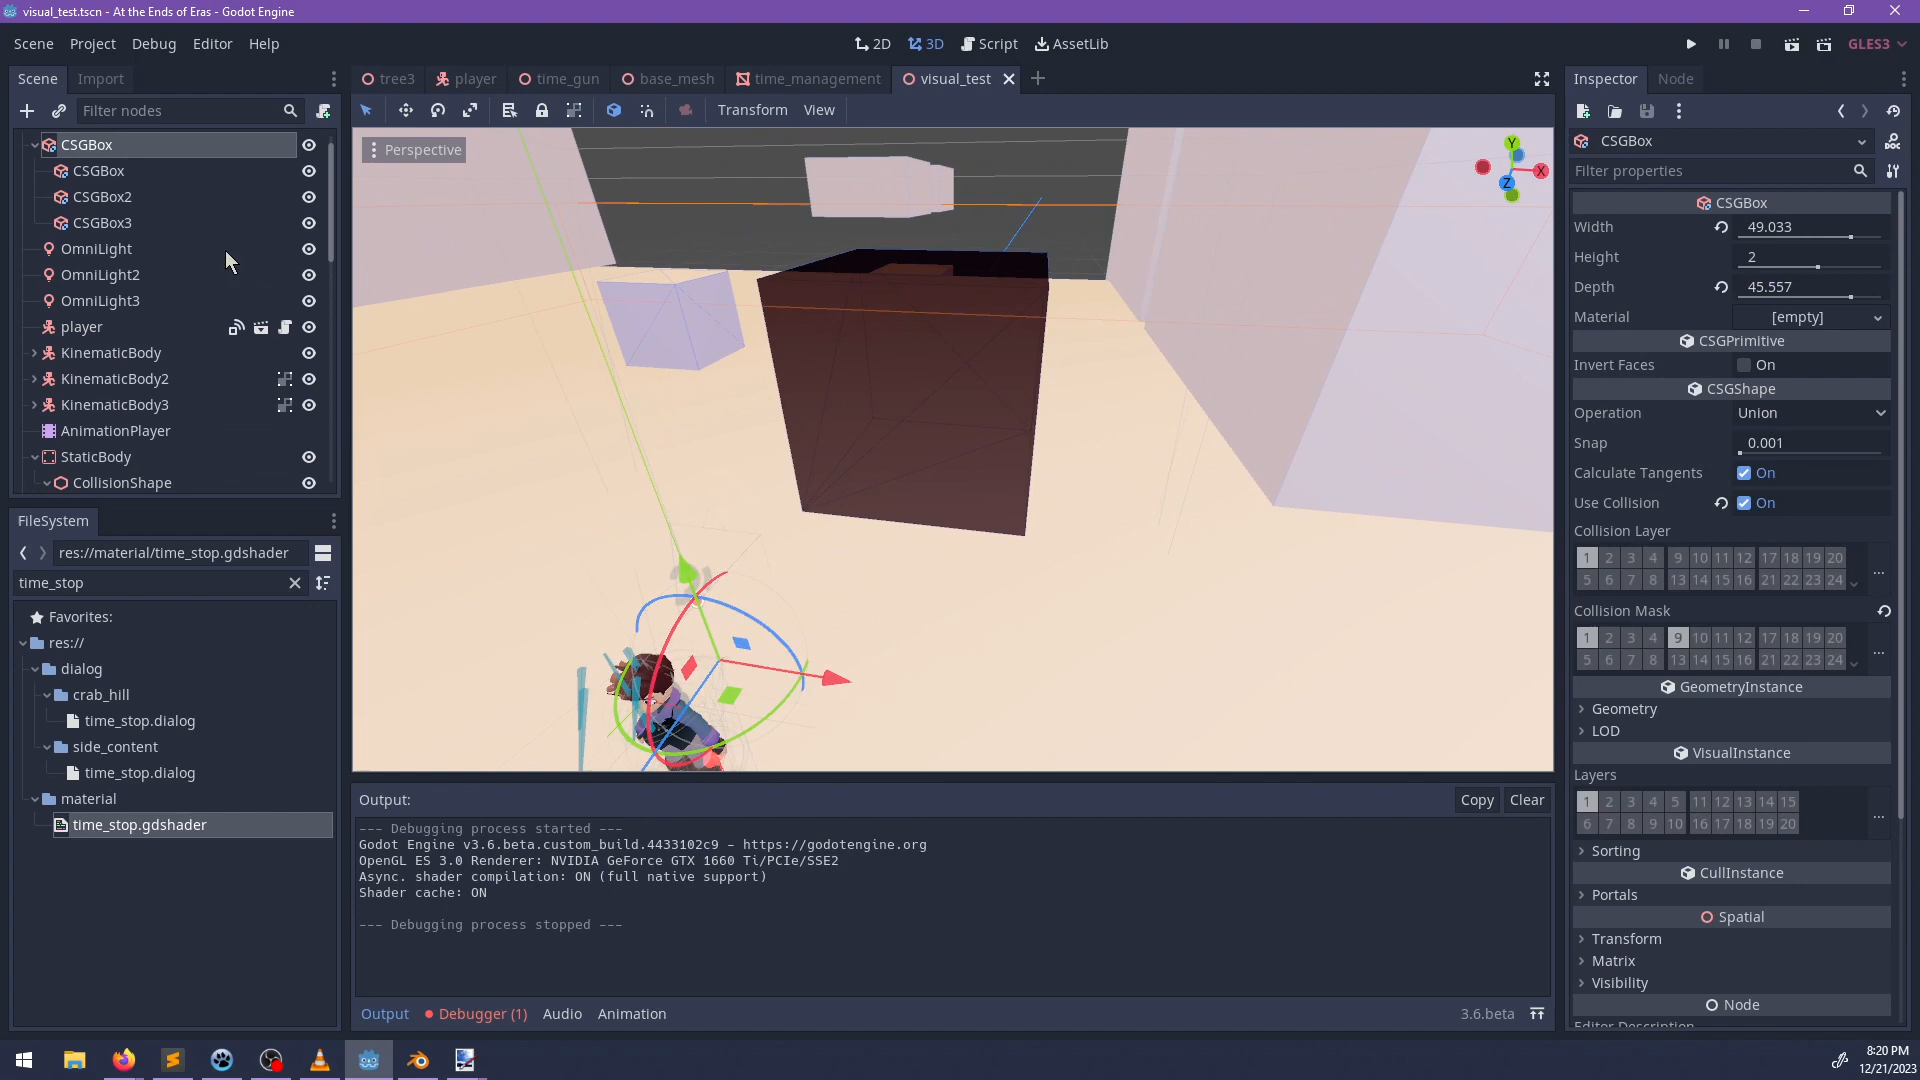 visual_test.tscn - At the Ends of Eras - Godot Engine
Scene Project Debug Editor Help
2D 3D Script AssetLib
GLES3
Scene Import
tree3 player time_gun base_mesh time_management visual_test
Inspector Node
Filter nodes
Transform View
CSGBox
CSGBox
CSGBox2
CSGBox3
OmniLight
OmniLight2
OmniLight3
player
KinematicBody
KinematicBody2
KinematicBody3
AnimationPlayer
StaticBody
CollisionShape
Perspective
Y
X
Z
FileSystem
res://material/time_stop.gdshader
time_stop
Favorites:
res://
dialog
crab_hill
time_stop.dialog
side_content
time_stop.dialog
material
time_stop.gdshader
Output:
Copy Clear
--- Debugging process started ---
Godot Engine v3.6.beta.custom_build.4433102c9 - https://godotengine.org
OpenGL ES 3.0 Renderer: NVIDIA GeForce GTX 1660 Ti/PCIe/SSE2
Async. shader compilation: ON (full native support)
Shader cache: ON
--- Debugging process stopped ---
Output Debugger (1) Audio Animation
3.6.beta
CSGBox
Filter properties
CSGBox
Width 49.033
Height 2
Depth 45.557
Material [empty]
CSGPrimitive
Invert Faces On
CSGShape
Operation Union
Snap 0.001
Calculate Tangents On
Use Collision On
Collision Layer
1 2 3 4 9 10 11 12 17 18 19 20
5 6 7 8 13 14 15 16 21 22 23 24
...
Collision Mask
1 2 3 4 9 10 11 12 17 18 19 20
5 6 7 8 13 14 15 16 21 22 23 24
...
GeometryInstance
Geometry
LOD
VisualInstance
Layers
1 2 3 4 5 11 12 13 14 15
6 7 8 9 10 16 17 18 19 20
...
Sorting
CullInstance
Portals
Spatial
Transform
Matrix
Visibility
Node
Editor Description
8:20 PM
12/21/2023